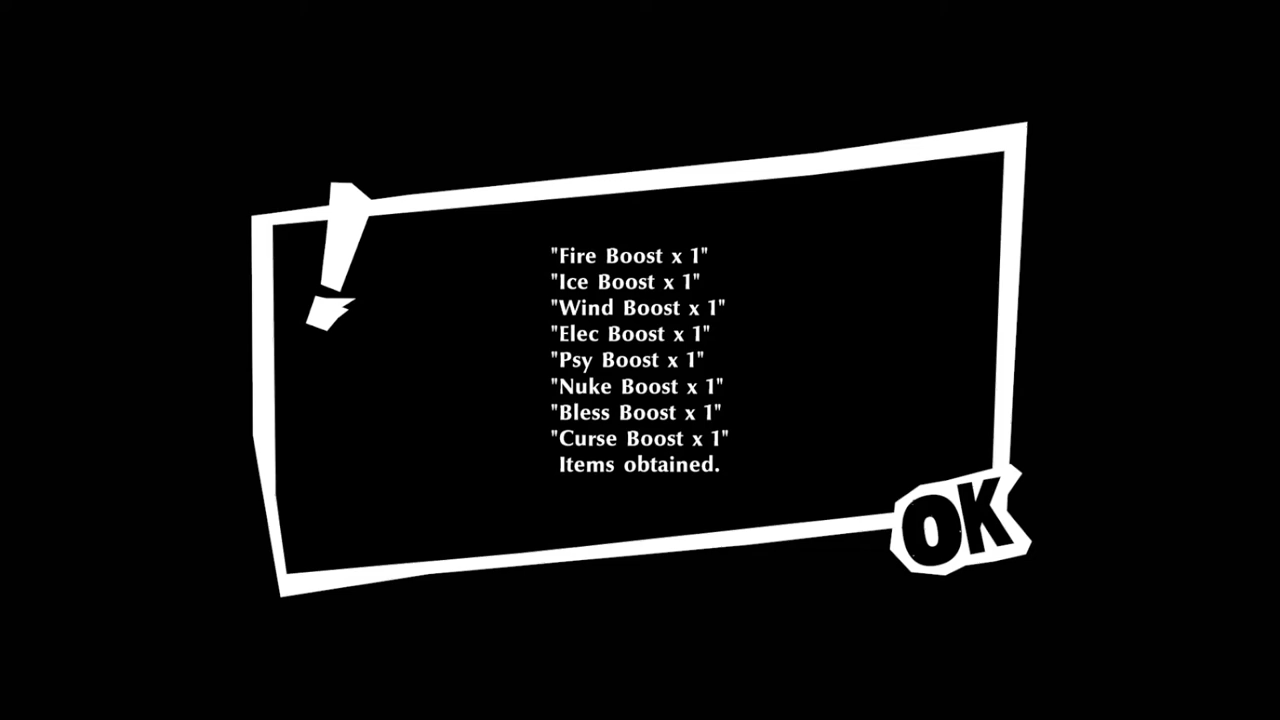 "Fire Boost x 1"
"Ice Boost x 1"
"Wind Boost x 1"
"Elec Boost x 1"
"Psy Boost x 1"
"Nuke Boost x 1"
"Bless Boost x 1"
"Curse Boost x 1"
Items obtained.
OK